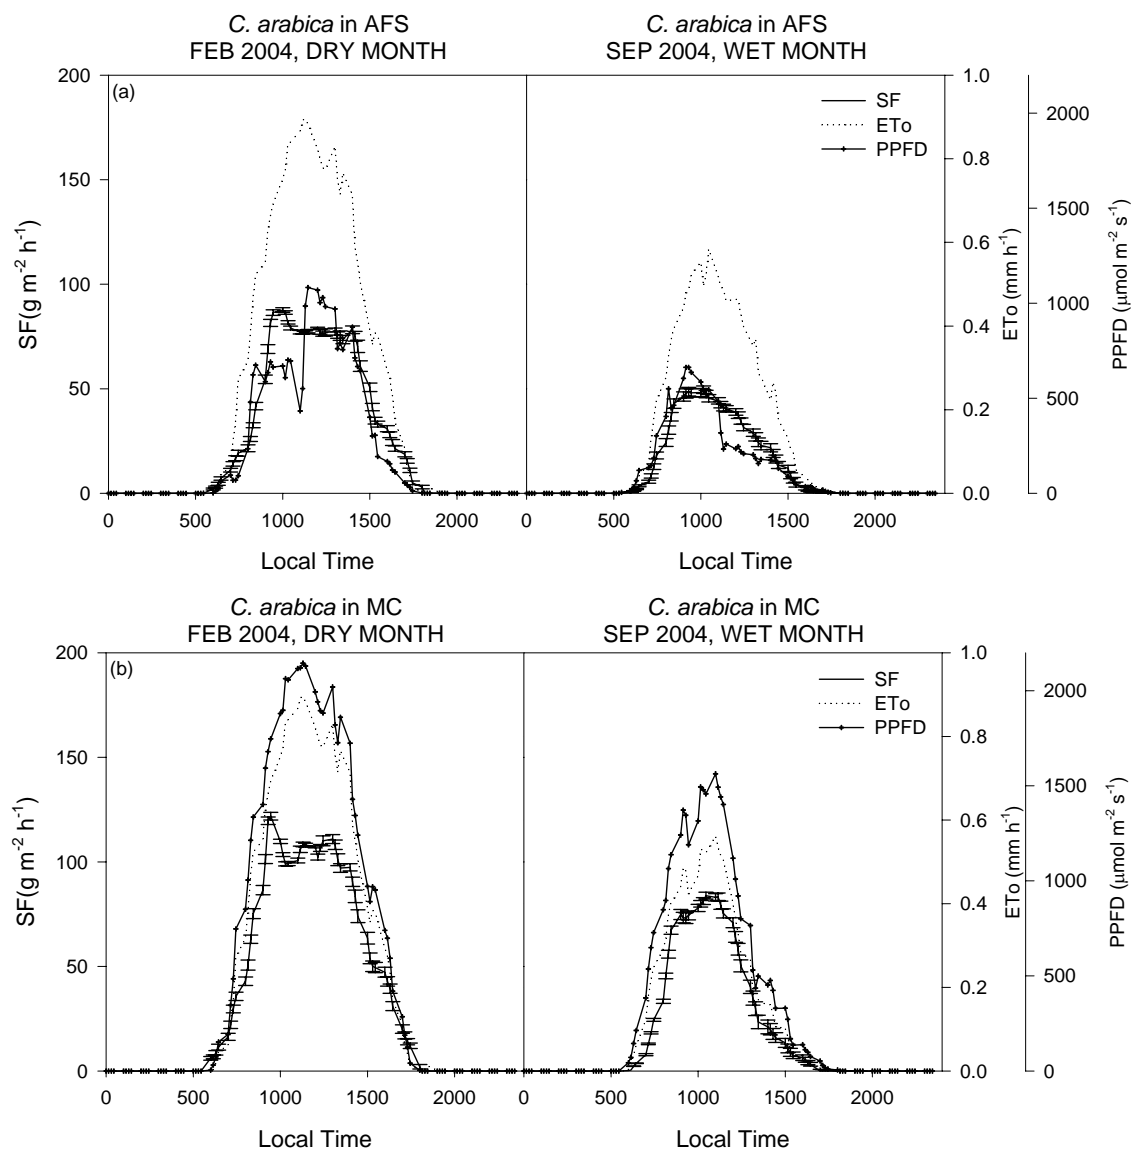 C. arabica in AFS
FEB 2004, DRY MONTH
C. arabica in AFS
SEP 2004, WET MONTH
(a)
SF
ETo
PPFD
200
150
100
50
0
SF(g m⁻² h⁻¹)
1.0
0.8
0.6
0.4
0.2
0.0
ETo (mm h⁻¹)
2000
1500
1000
500
0
PPFD (μmol m⁻² s⁻¹)
0 500 1000 1500 2000
0 500 1000 1500 2000
Local Time
Local Time
C. arabica in MC
FEB 2004, DRY MONTH
C. arabica in MC
SEP 2004, WET MONTH
(b)
SF
ETo
PPFD
200
150
100
50
0
SF(g m⁻² h⁻¹)
1.0
0.8
0.6
0.4
0.2
0.0
ETo (mm h⁻¹)
2000
1500
1000
500
0
PPFD (μmol m⁻² s⁻¹)
0 500 1000 1500 2000
0 500 1000 1500 2000
Local Time
Local Time